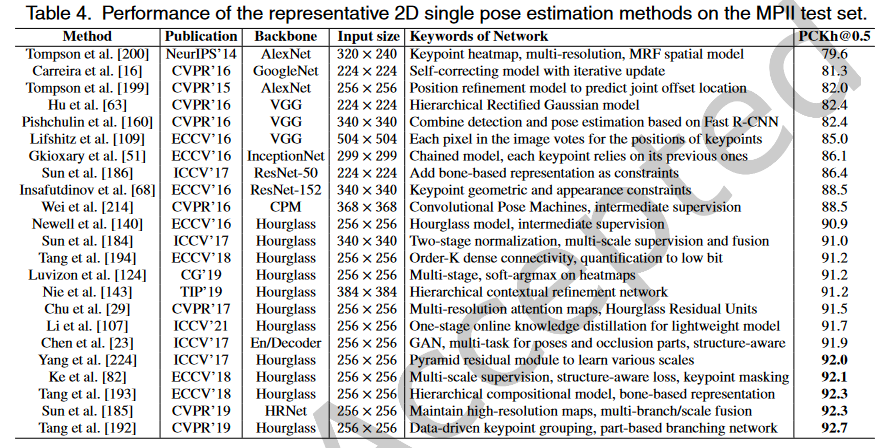 Table 4. Performance of the representative 2D single pose estimation methods on the MPII test set.
Method Publication Backbone Input size Keywords of Network PCKh@0.5
Tompson et al. [200] NeurIPS'14 AlexNet 320 × 240 Keypoint heatmap, multi-resolution, MRF spatial model 79.6
Carreira et al. [16] CVPR'16 GoogleNet 224 × 224 Self-correcting model with iterative update 81.3
Tompson et al. [199] CVPR'15 AlexNet 256 × 256 Position refinement model to predict joint offset location 82.0
Hu et al. [63] CVPR'16 VGG 224 × 224 Hierarchical Rectified Gaussian model 82.4
Pishchulin et al. [160] CVPR'16 VGG 340 × 340 Combine detection and pose estimation based on Fast R-CNN 82.4
Lifshitz et al. [109] ECCV'16 VGG 504 × 504 Each pixel in the image votes for the positions of keypoints 85.0
Gkioxary et al. [51] ECCV'16 InceptionNet 299 × 299 Chained model, each keypoint relies on its previous ones 86.1
Sun et al. [186] ICCV'17 ResNet-50 224 × 224 Add bone-based representation as constraints 86.4
Insafutdinov et al. [68] ECCV'16 ResNet-152 340 × 340 Keypoint geometric and appearance constraints 88.5
Wei et al. [214] CVPR'16 CPM 368 × 368 Convolutional Pose Machines, intermediate supervision 88.5
Newell et al. [140] ECCV'16 Hourglass 256 × 256 Hourglass model, intermediate supervision 90.9
Sun et al. [184] ICCV'17 Hourglass 340 × 340 Two-stage normalization, multi-scale supervision and fusion 91.0
Tang et al. [194] ECCV'18 Hourglass 256 × 256 Order-K dense connectivity, quantification to low bit 91.2
Luvizon et al. [124] CG'19 Hourglass 256 × 256 Multi-stage, soft-argmax on heatmaps 91.2
Nie et al. [143] TIP'19 Hourglass 384 × 384 Hierarchical contextual refinement network 91.2
Chu et al. [29] CVPR'17 Hourglass 256 × 256 Multi-resolution attention maps, Hourglass Residual Units 91.5
Li et al. [107] ICCV'21 Hourglass 256 × 256 One-stage online knowledge distillation for lightweight model 91.7
Chen et al. [23] ICCV'17 En/Decoder 256 × 256 GAN, multi-task for poses and occlusion parts, structure-aware 91.9
Yang et al. [224] ICCV'17 Hourglass 256 × 256 Pyramid residual module to learn various scales 92.0
Ke et al. [82] ECCV'18 Hourglass 256 × 256 Multi-scale supervision, structure-aware loss, keypoint masking 92.1
Tang et al. [193] ECCV'18 Hourglass 256 × 256 Hierarchical compositional model, bone-based representation 92.3
Sun et al. [185] CVPR'19 HRNet 256 × 256 Maintain high-resolution maps, multi-branch/scale fusion 92.3
Tang et al. [192] CVPR'19 Hourglass 256 × 256 Data-driven keypoint grouping, part-based branching network 92.7
Accepted